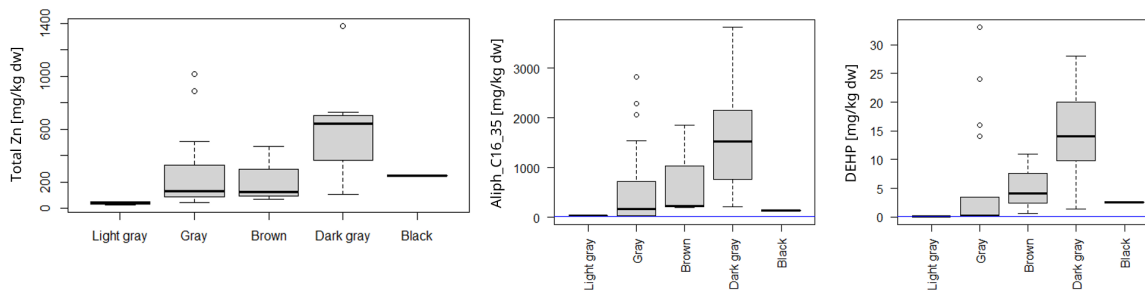 Total Zn [mg/kg dw]
1400
1000
600
200
0
Light gray
Gray
Brown
Dark gray
Black
Aliph_C16_35 [mg/kg dw]
3000
2000
1000
0
Light gray
Gray
Brown
Dark gray
Black
DEHP [mg/kg dw]
30
25
20
15
10
5
0
Light gray
Gray
Brown
Dark gray
Black